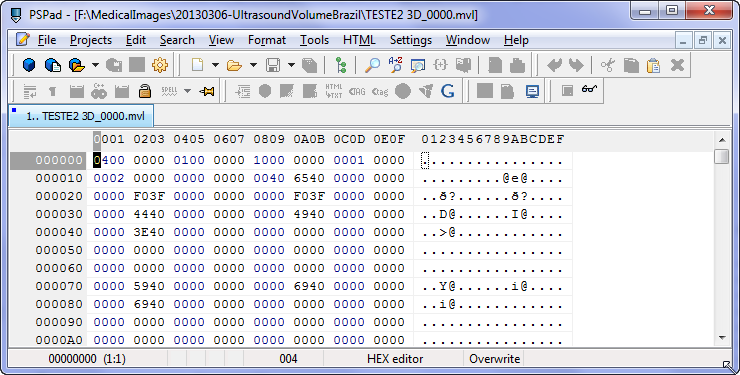 PSPad - [F:\MedicalImages\20130306-UltrasoundVolumeBrazil\TESTE2 3D_0000.mvl]
File Projects Edit Search View Format Tools HTML Settings Window Help
1.. TESTE2 3D_0000.mvl
0001 0203 0405 0607 0809 0A0B 0C0D 0E0F 0123456789ABCDEF
000000 0400 0000 0100 0000 1000 0000 0001 0000 ................
000010 0002 0000 0000 0000 0040 6540 0000 0000 .........@e@....
000020 0000 F03F 0000 0000 0000 F03F 0000 0000 ..ð?......ð?....
000030 0000 4440 0000 0000 0000 4940 0000 0000 ..D@......I@....
000040 0000 3E40 0000 0000 0000 0000 0000 0000 ..>@............
000050 0000 0000 0000 0000 0000 0000 0000 0000 ................
000060 0000 0000 0000 0000 0000 0000 0000 0000 ................
000070 0000 5940 0000 0000 0000 6940 0000 0000 ..Y@......i@....
000080 0000 6940 0000 0000 0000 0000 0000 0000 ..i@............
000090 0000 0000 0000 0000 0000 0000 0000 0000 ................
0000A0 0000 0000 0000 0000 0000 0000 0000 0000 ................
00000000 (1:1) 004 HEX editor Overwrite